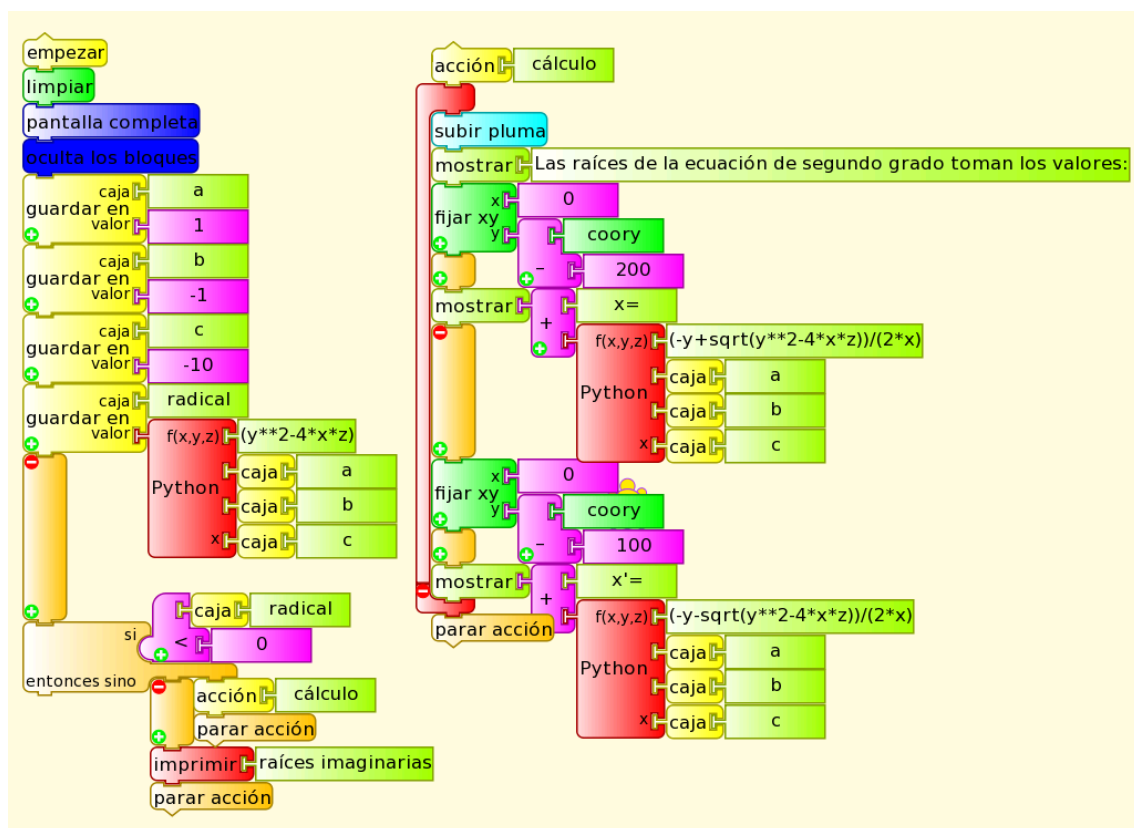 empezar
limpiar
pantalla completa
oculta los bloques
guardar en
caja
a
valor
1
guardar en
caja
b
valor
-1
guardar en
caja
c
valor
-10
guardar en
caja
radical
valor
Python
f(x,y,z)
(y**2-4*x*z)
caja
a
caja
b
x
caja
c
si
caja
radical
<
0
entonces sino
acción
cálculo
parar acción
imprimir
raíces imaginarias
parar acción
acción
cálculo
subir pluma
mostrar
Las raíces de la ecuación de segundo grado toman los valores:
fijar xy
x
0
y
coory
–
200
mostrar
+
x=
Python
f(x,y,z)
(-y+sqrt(y**2-4*x*z))/(2*x)
caja
a
caja
b
x
caja
c
fijar xy
x
0
y
coory
–
100
mostrar
+
x'=
Python
f(x,y,z)
(-y-sqrt(y**2-4*x*z))/(2*x)
caja
a
caja
b
x
caja
c
parar acción